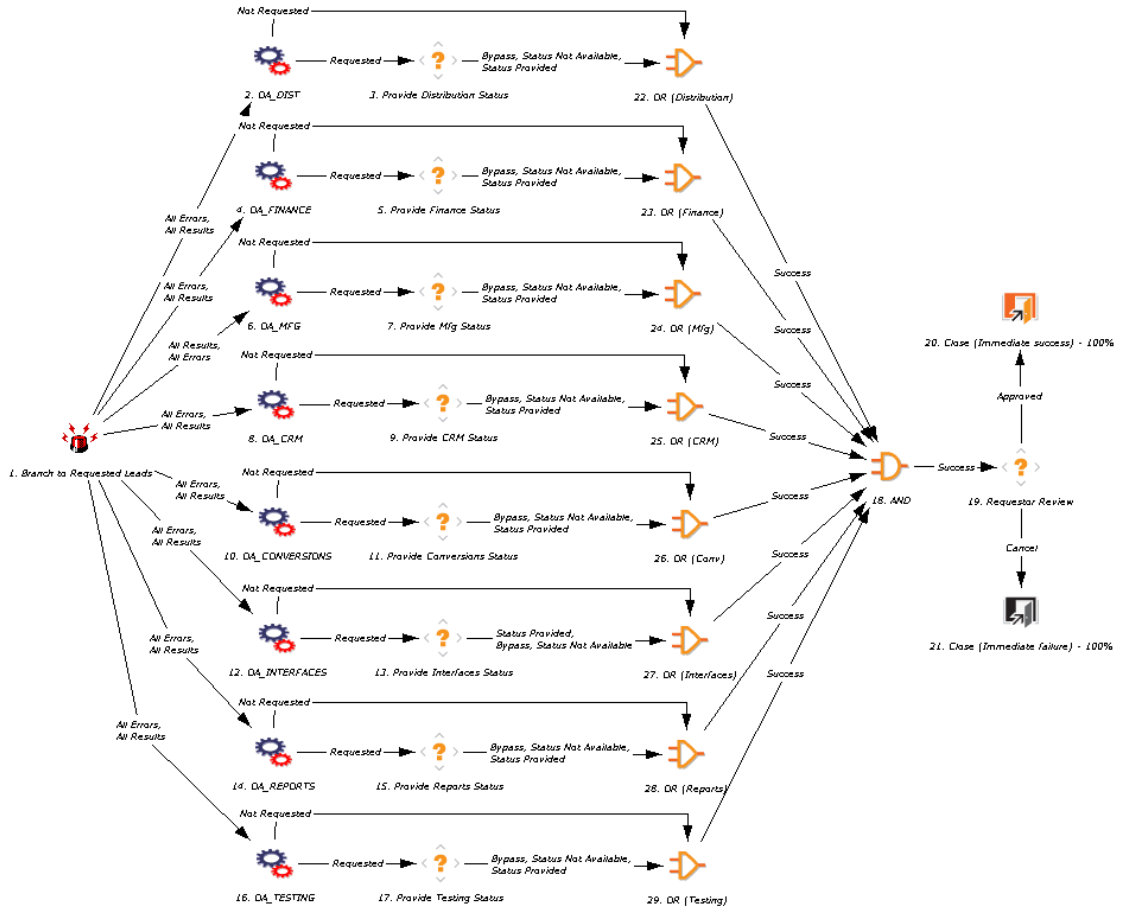 Not Requested
Requested
Bypass, Status Not Available,
Status Provided
2. OA_DIST
3. Provide Distribution Status
22. OR (Distribution)
Not Requested
Requested
Bypass, Status Not Available,
Status Provided
4. OA_FINANCE
5. Provide Finance Status
23. OR (Finance)
All Errors,
All Results
Not Requested
Requested
Bypass, Status Not Available,
Status Provided
6. OA_MFG
7. Provide Mfg Status
24. OR (Mfg)
All Errors,
All Results
Success
Success
All Results,
All Errors
Not Requested
Requested
Bypass, Status Not Available,
Status Provided
8. OA_CRM
9. Provide CRM Status
25. OR (CRM)
All Errors,
All Results
Success
Success
1. Branch to Requested Leads
All Errors,
All Results
Not Requested
Requested
Bypass, Status Not Available,
Status Provided
10. OA_CONVERSIONS
11. Provide Conversions Status
26. OR (Conv)
Success
18. AND
Success
19. Requestor Review
Approved
20. Close (Immediate success) - 100%
Cancel
21. Close (Immediate failure) - 100%
All Errors,
All Results
Not Requested
Requested
Status Provided,
Bypass, Status Not Available
12. OA_INTERFACES
13. Provide Interfaces Status
27. OR (Interfaces)
Success
Success
All Errors,
All Results
Not Requested
Requested
Bypass, Status Not Available,
Status Provided
14. OA_REPORTS
15. Provide Reports Status
28. OR (Reports)
Success
All Errors,
All Results
Not Requested
Requested
Bypass, Status Not Available,
Status Provided
16. OA_TESTING
17. Provide Testing Status
29. OR (Testing)